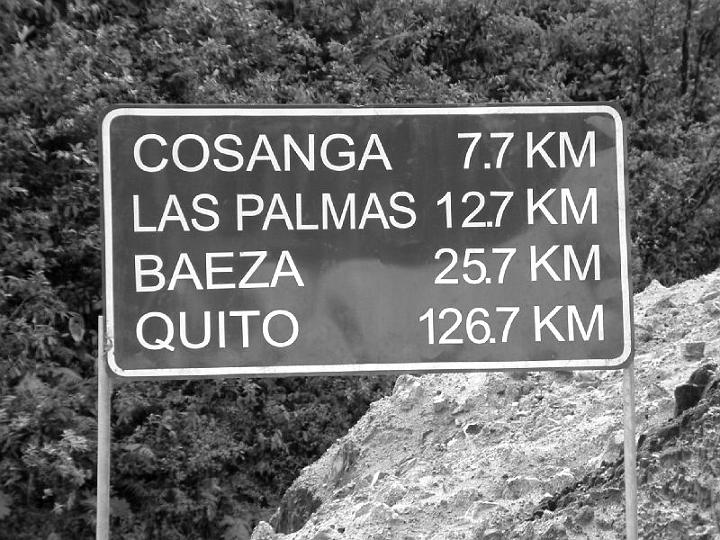 COSANGA 7.7 KM
LAS PALMAS 12.7 KM
BAEZA 25.7 KM
QUITO 126.7 KM